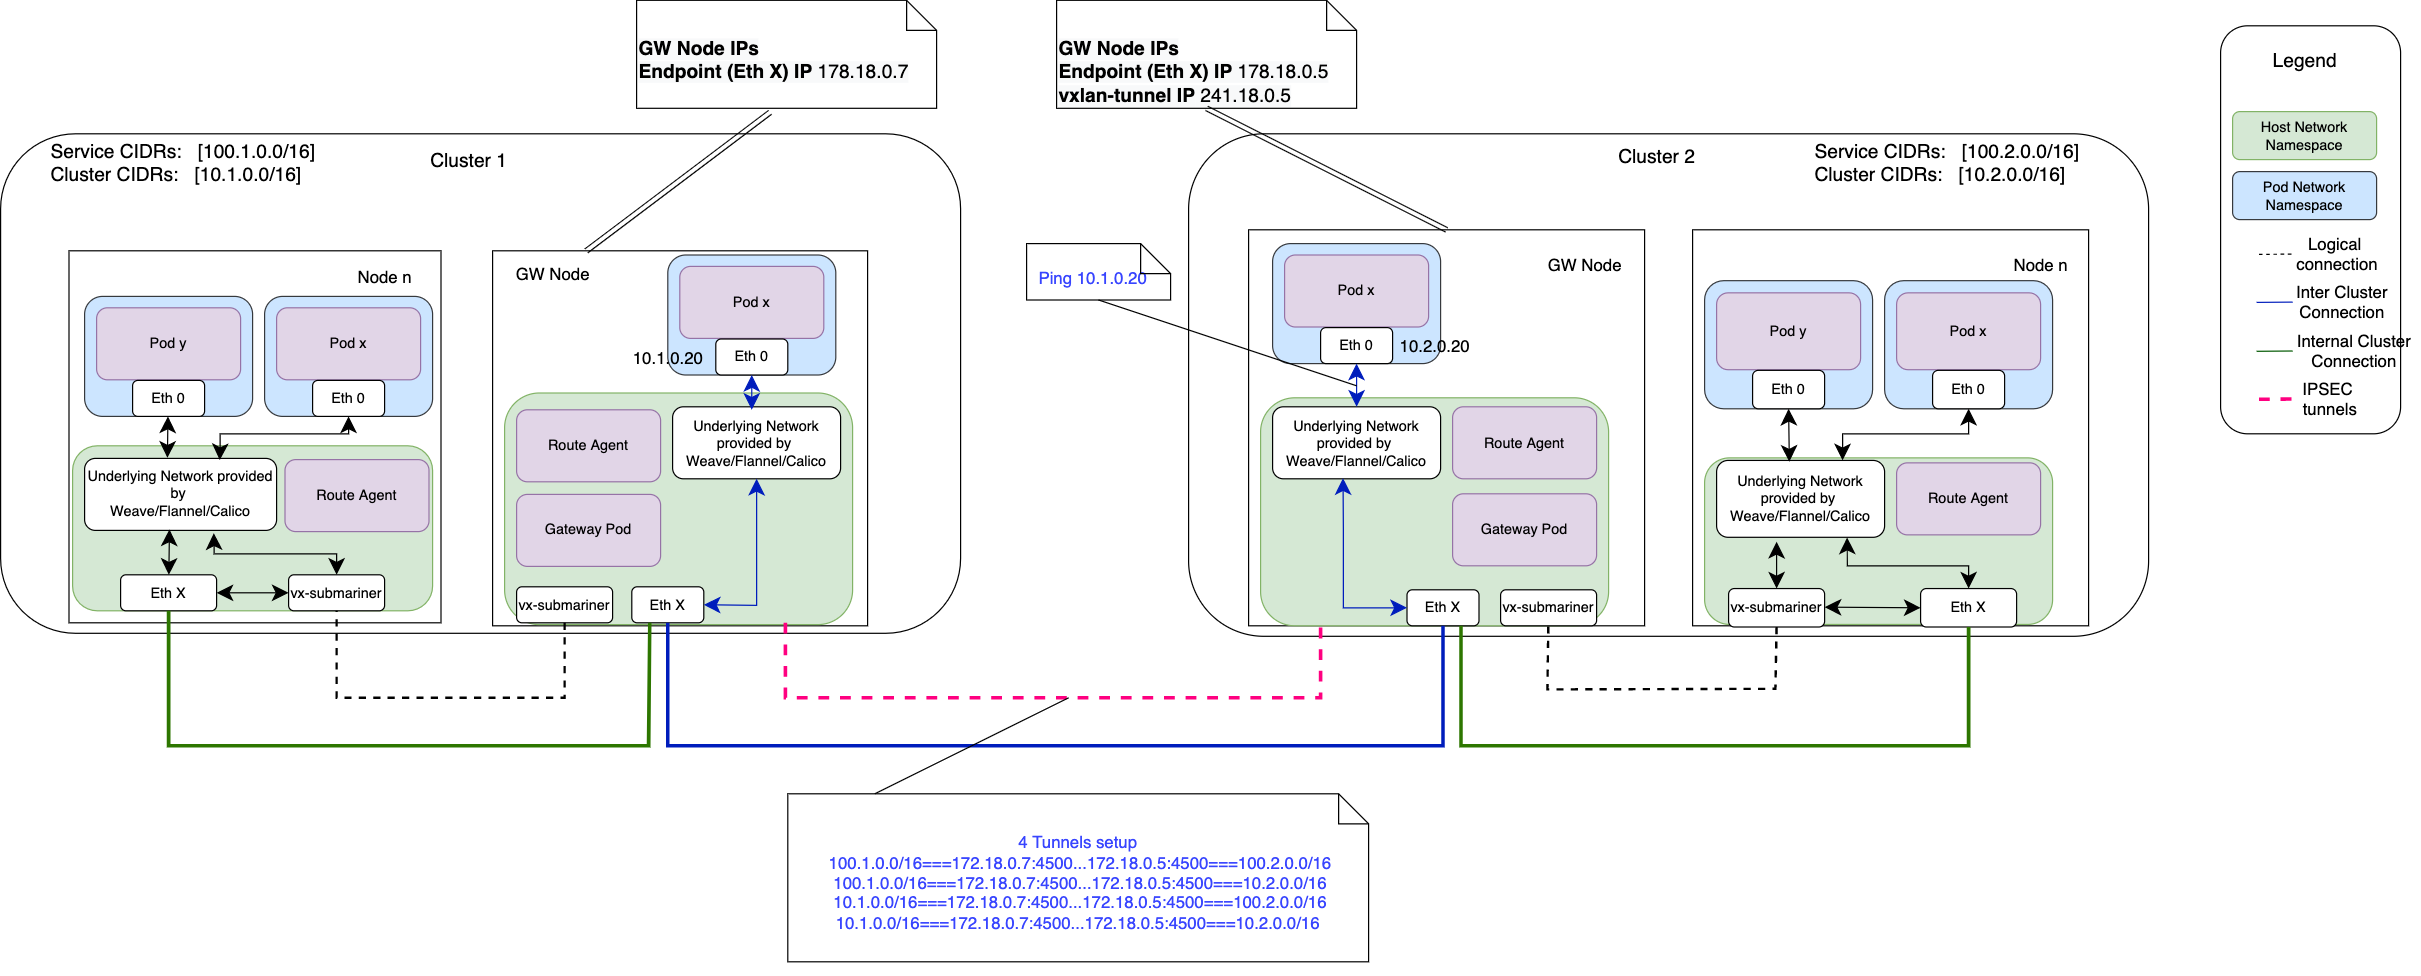 GW Node IPs
Endpoint (Eth X) IP 178.18.0.7
GW Node IPs
Endpoint (Eth X) IP 178.18.0.5
vxlan-tunnel IP 241.18.0.5
Service CIDRs: [100.1.0.0/16]
Cluster CIDRs: [10.1.0.0/16]
Cluster 1
Node n
Pod y
Eth 0
Pod x
Eth 0
Underlying Network provided
by
Weave/Flannel/Calico
Route Agent
Eth X
vx-submariner
GW Node
Pod x
10.1.0.20
Eth 0
Route Agent
Underlying Network
provided by
Weave/Flannel/Calico
Gateway Pod
vx-submariner
Eth X
Ping 10.1.0.20
Cluster 2
Service CIDRs: [100.2.0.0/16]
Cluster CIDRs: [10.2.0.0/16]
GW Node
Pod x
Eth 0
10.2.0.20
Underlying Network
provided by
Weave/Flannel/Calico
Route Agent
Gateway Pod
Eth X
vx-submariner
Node n
Pod y
Eth 0
Pod x
Eth 0
Underlying Network
provided by
Weave/Flannel/Calico
Route Agent
vx-submariner
Eth X
Legend
Host Network
Namespace
Pod Network
Namespace
Logical
connection
Inter Cluster
Connection
Internal Cluster
Connection
IPSEC
tunnels
4 Tunnels setup
100.1.0.0/16===172.18.0.7:4500...172.18.0.5:4500===100.2.0.0/16
100.1.0.0/16===172.18.0.7:4500...172.18.0.5:4500===10.2.0.0/16
10.1.0.0/16===172.18.0.7:4500...172.18.0.5:4500===100.2.0.0/16
10.1.0.0/16===172.18.0.7:4500...172.18.0.5:4500===10.2.0.0/16